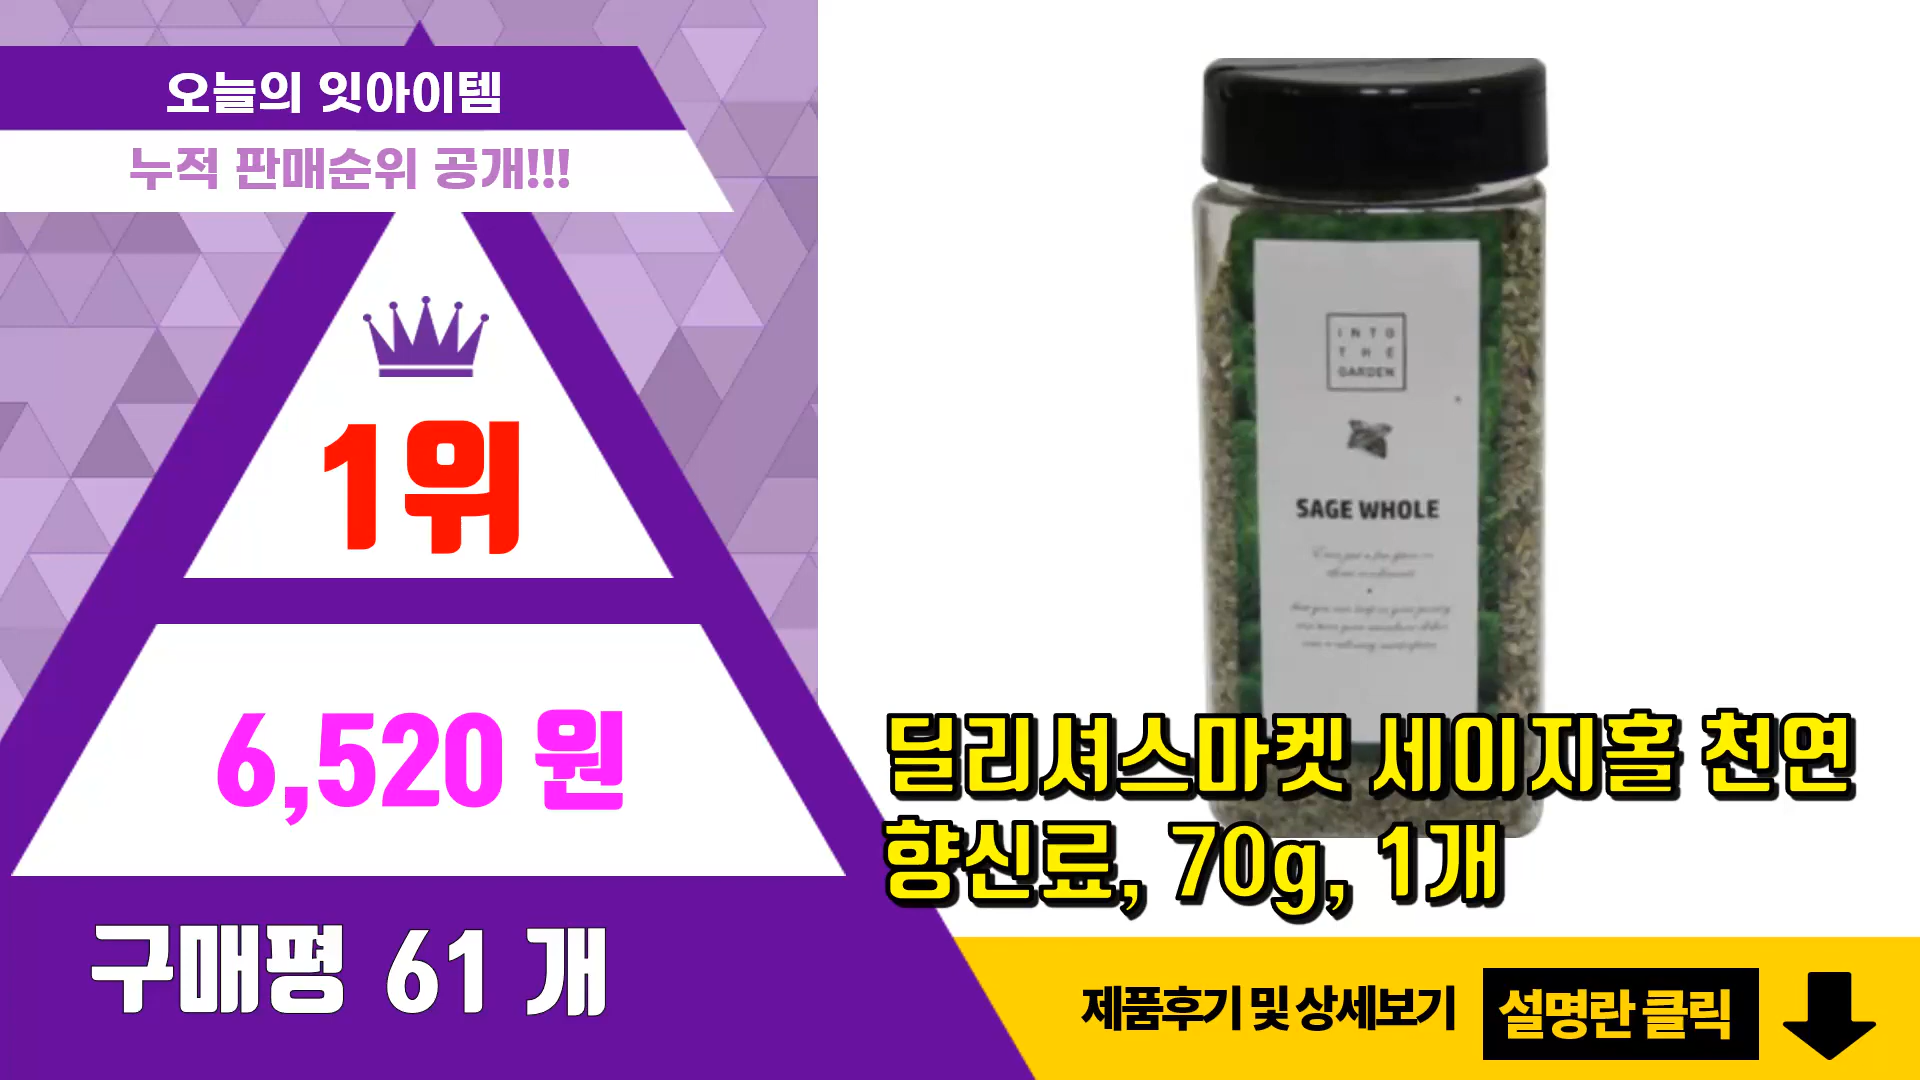 오늘의 잇아이템
누적 판매순위 공개!!!
1위
6,520 원
구매평 61 개
INTO
THE
GARDEN
SAGE WHOLE
딜리셔스마켓 세이지홀 천연
향신료, 70g, 1개
제품후기 및 상세보기
설명란 클릭